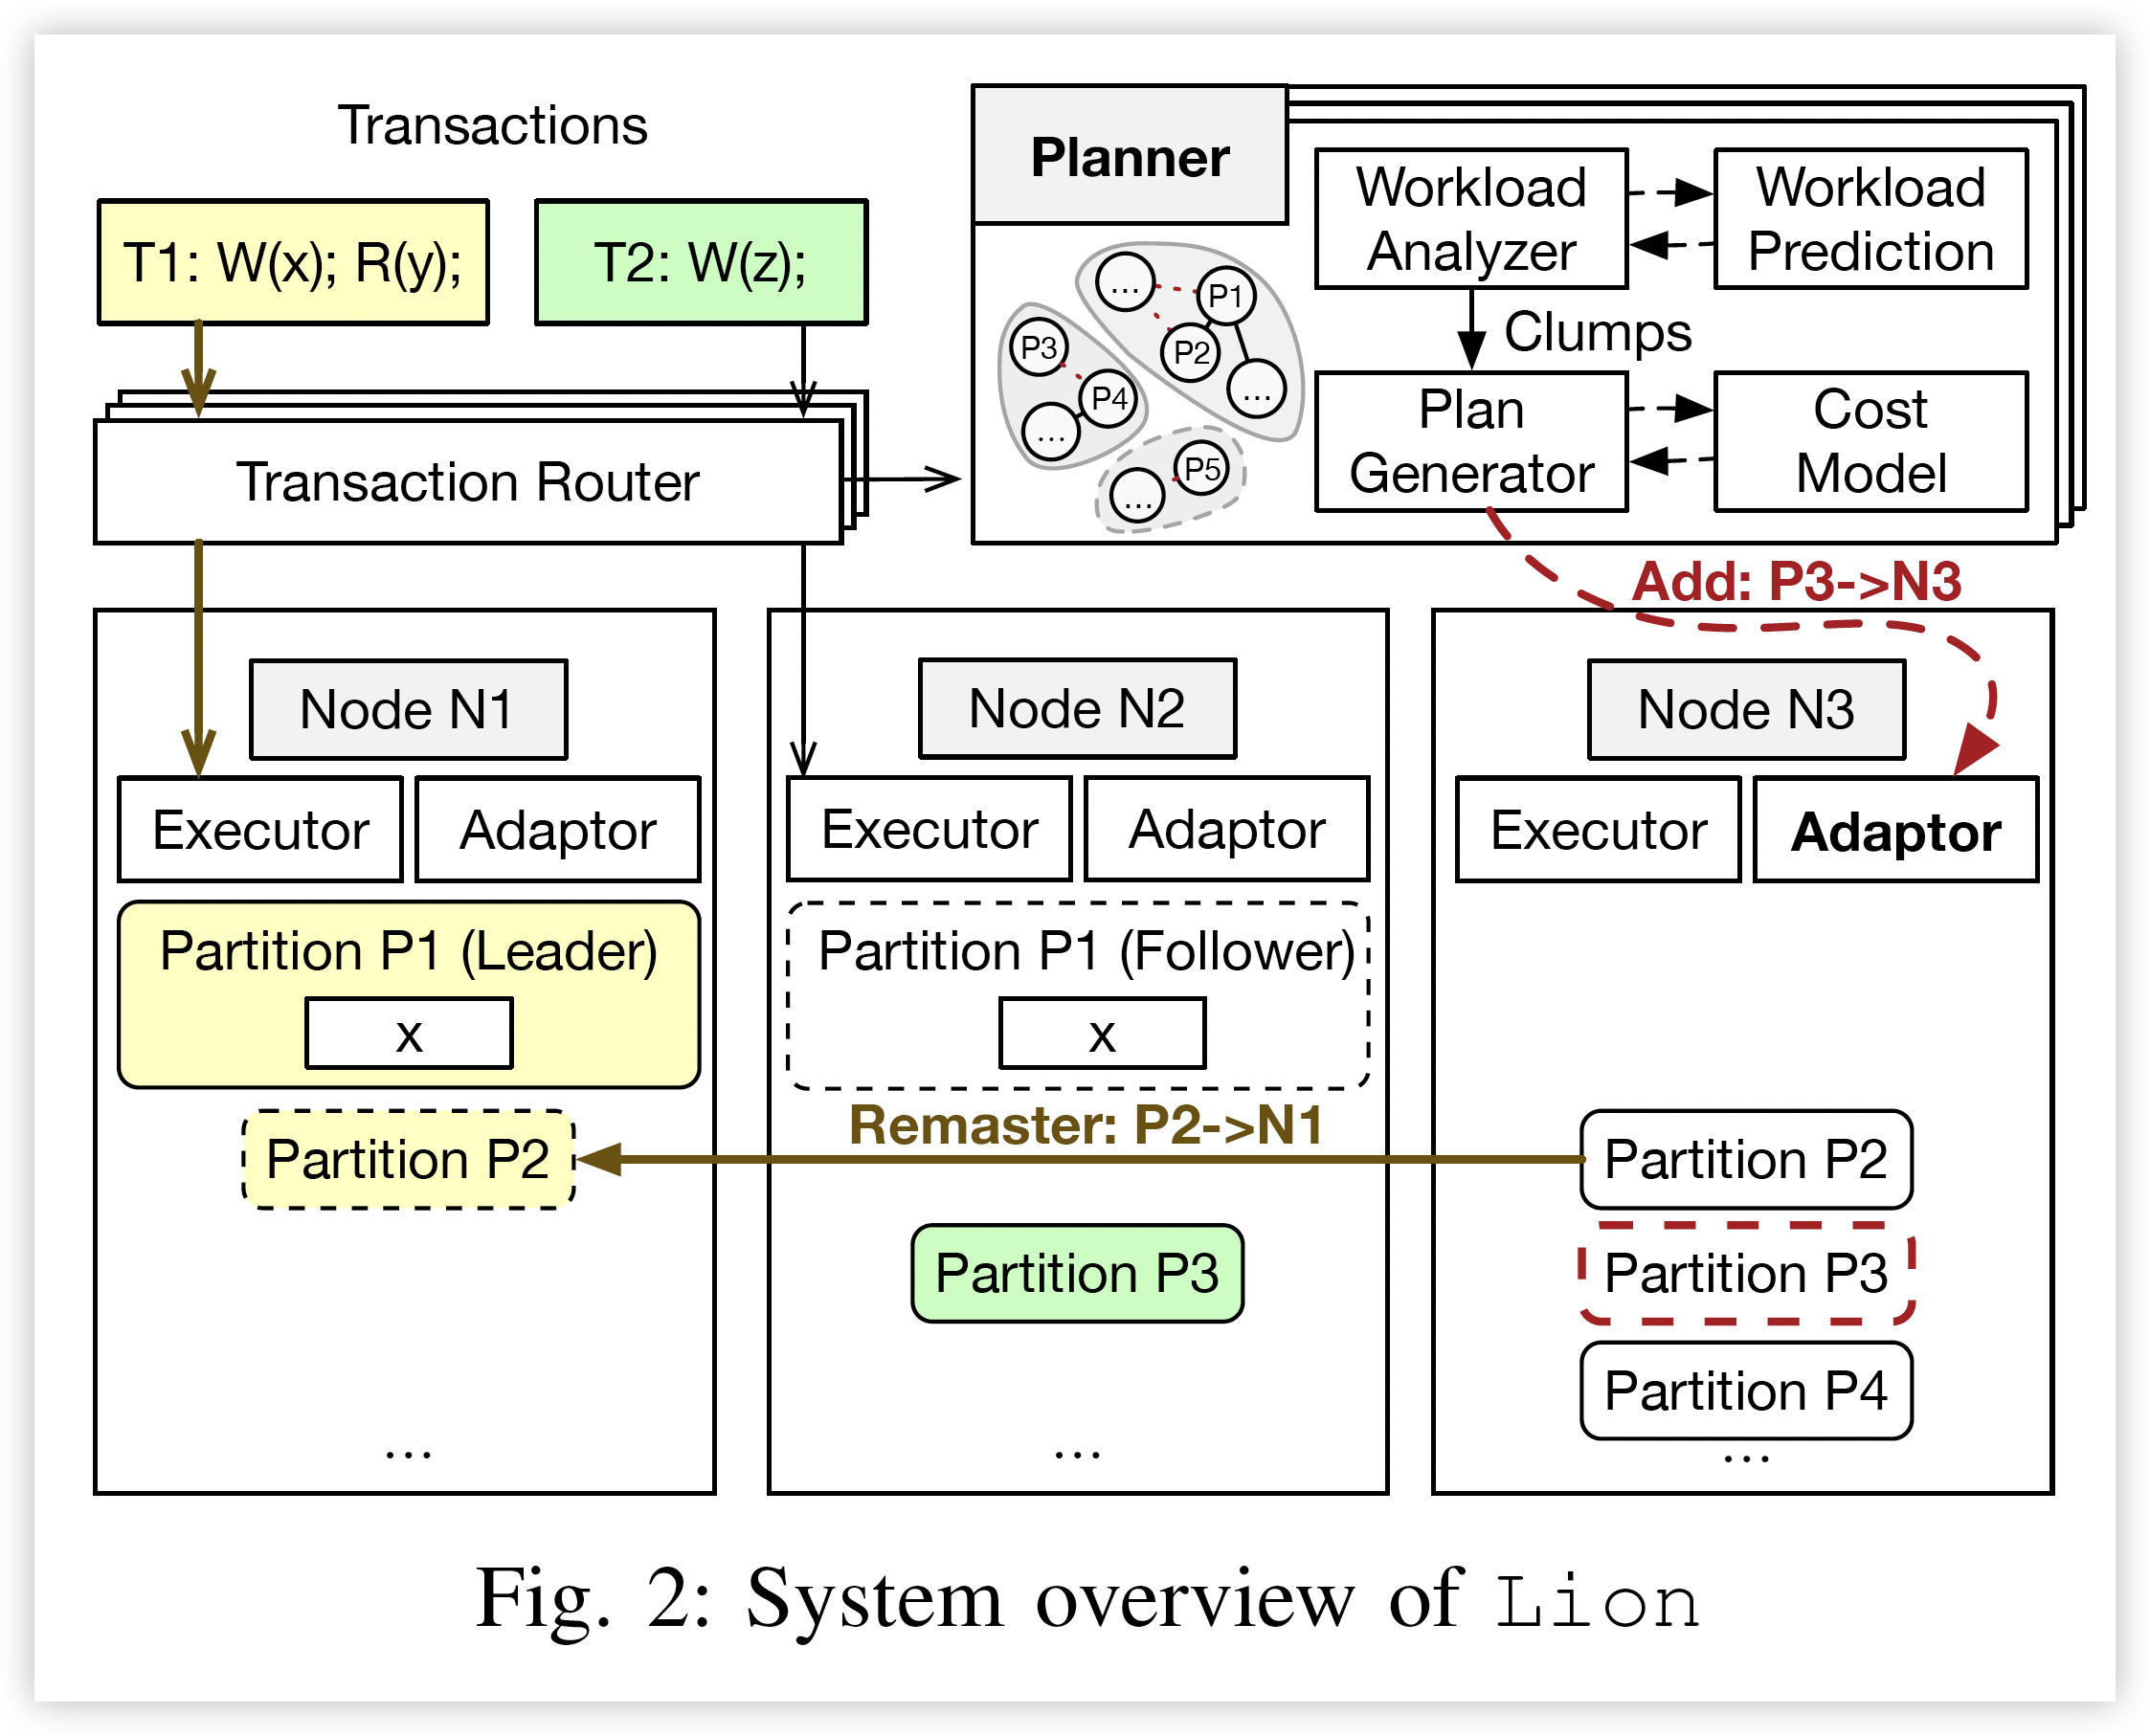 Transactions
T1: W(x); R(y);
T2: W(z);
Transaction Router
Planner
Workload
Analyzer
Workload
Prediction
Clumps
Plan
Generator
Cost
Model
...
P1
P2
...
P3
P4
...
P5
...
Add: P3->N3
Node N1
Executor
Adaptor
Partition P1 (Leader)
x
Partition P2
...
Node N2
Executor
Adaptor
Partition P1 (Follower)
x
Remaster: P2->N1
Partition P3
...
Node N3
Executor
Adaptor
Partition P2
Partition P3
Partition P4
...
Fig. 2: System overview of Lion